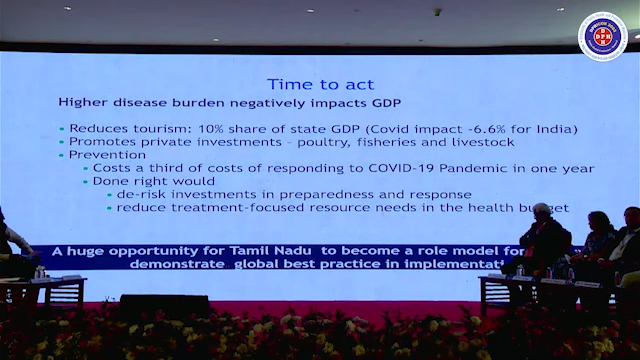 Time to act
Higher disease burden negatively impacts GDP
• Reduces tourism: 10% share of state GDP (Covid impact -6.6% for India)
• Promotes private investments – poultry, fisheries and livestock
• Prevention
• Costs a third of costs of responding to COVID-19 Pandemic in one year
• Done right would
• de-risk investments in preparedness and response
• reduce treatment-focused resource needs in the health budget
A huge opportunity for Tamil Nadu to become a role model for
demonstrate global best practice in implementati
DPH